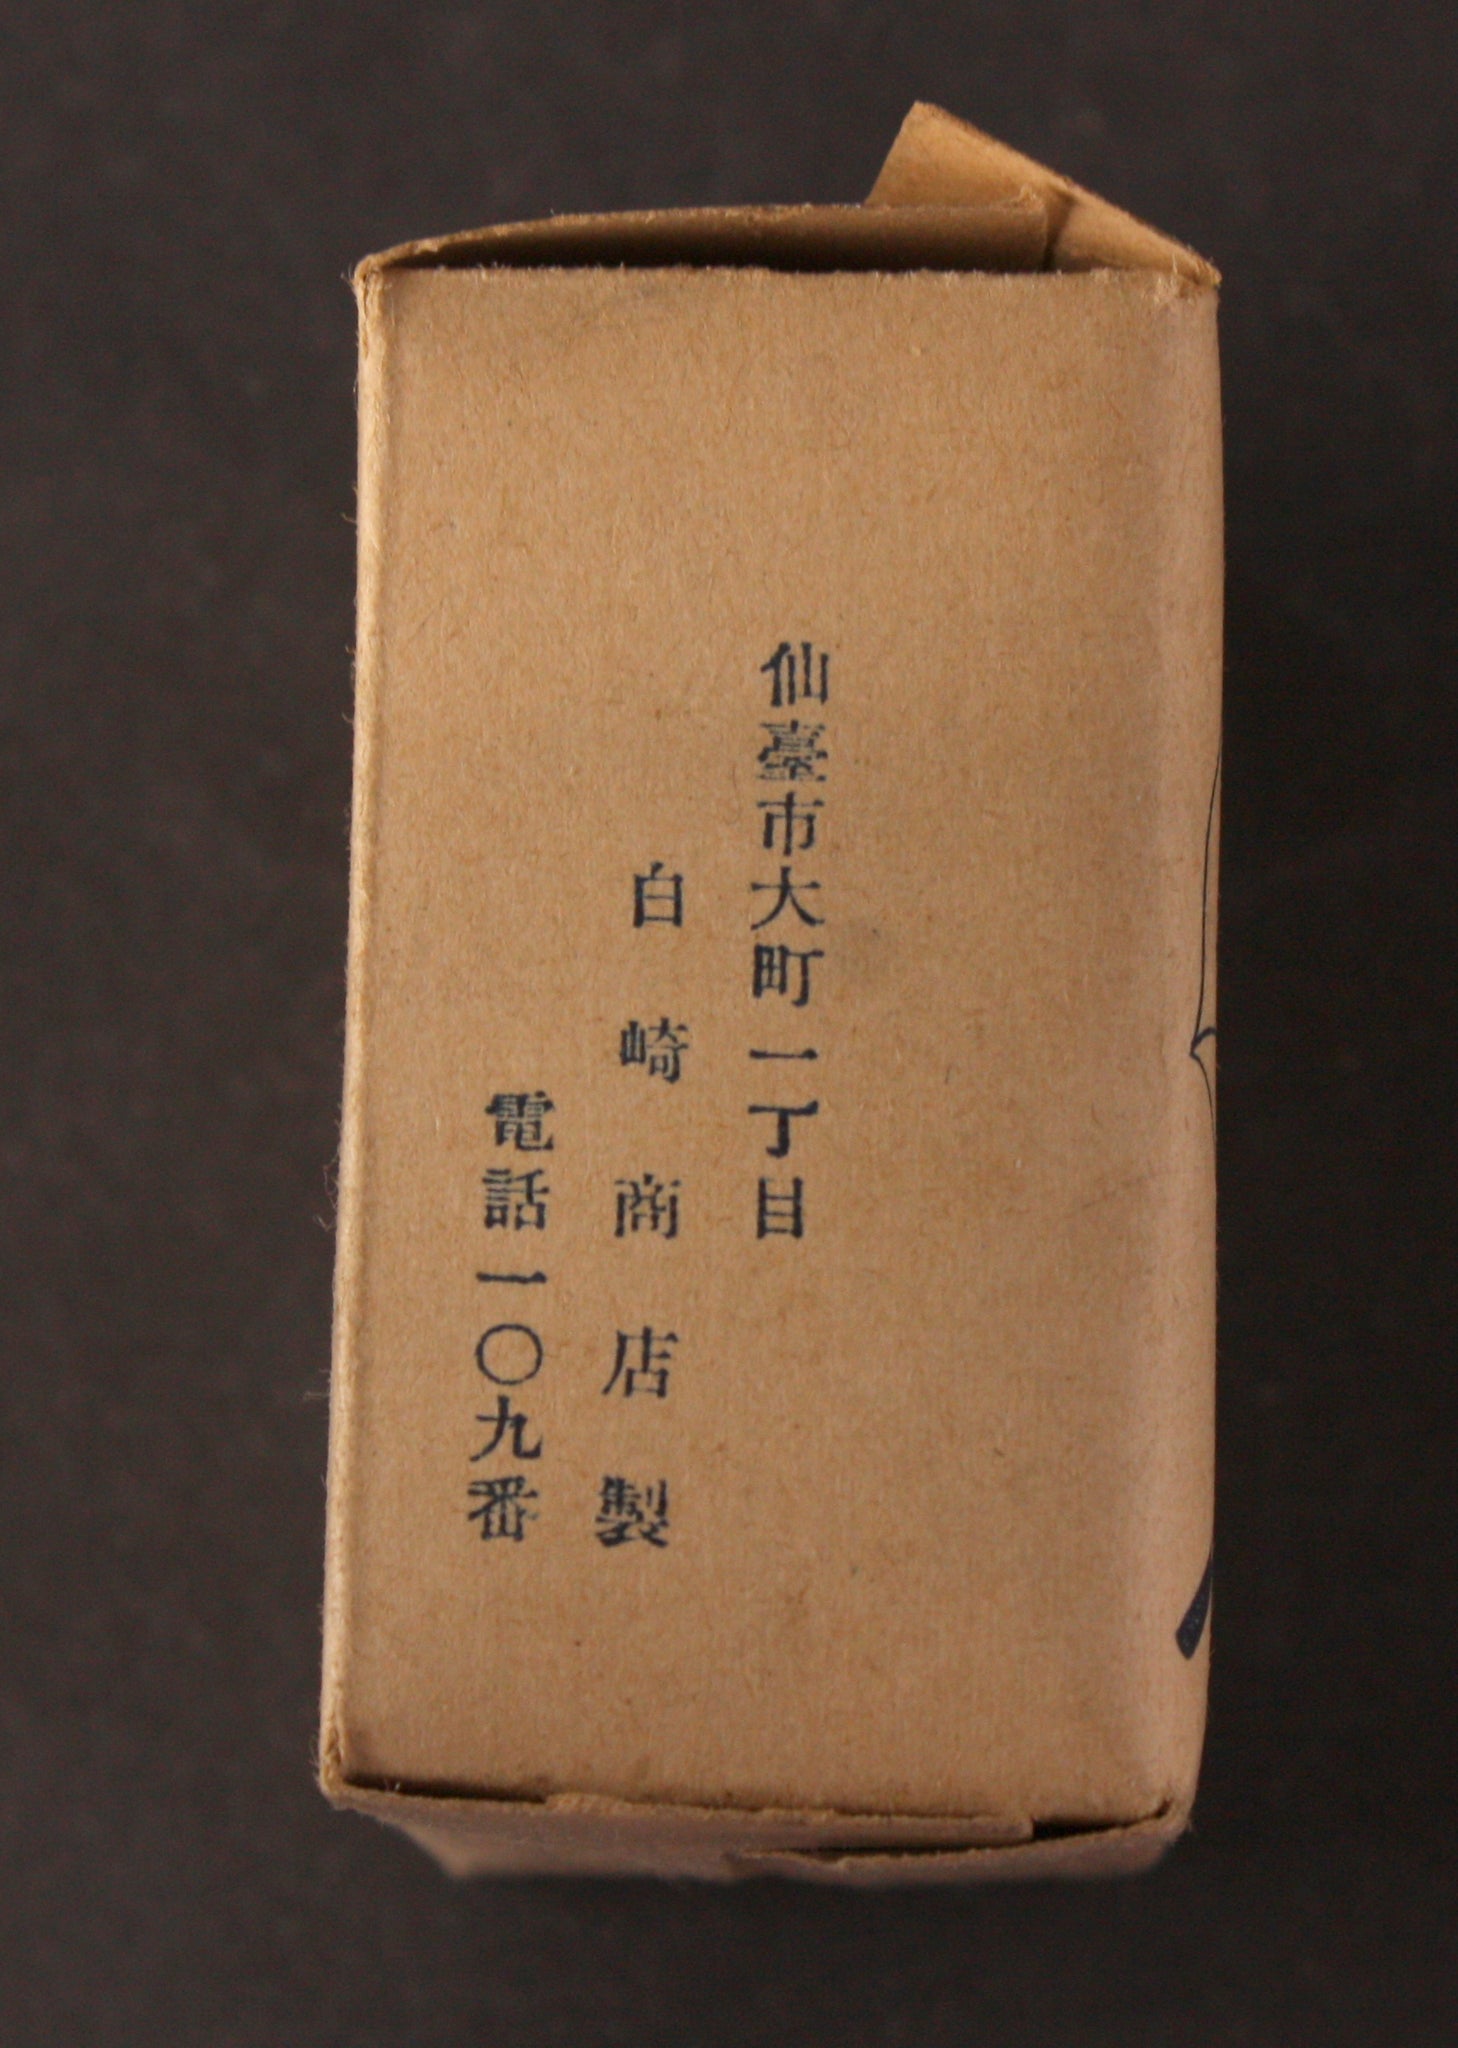 仙臺市大町一丁目
白崎商店製
電話一〇九番